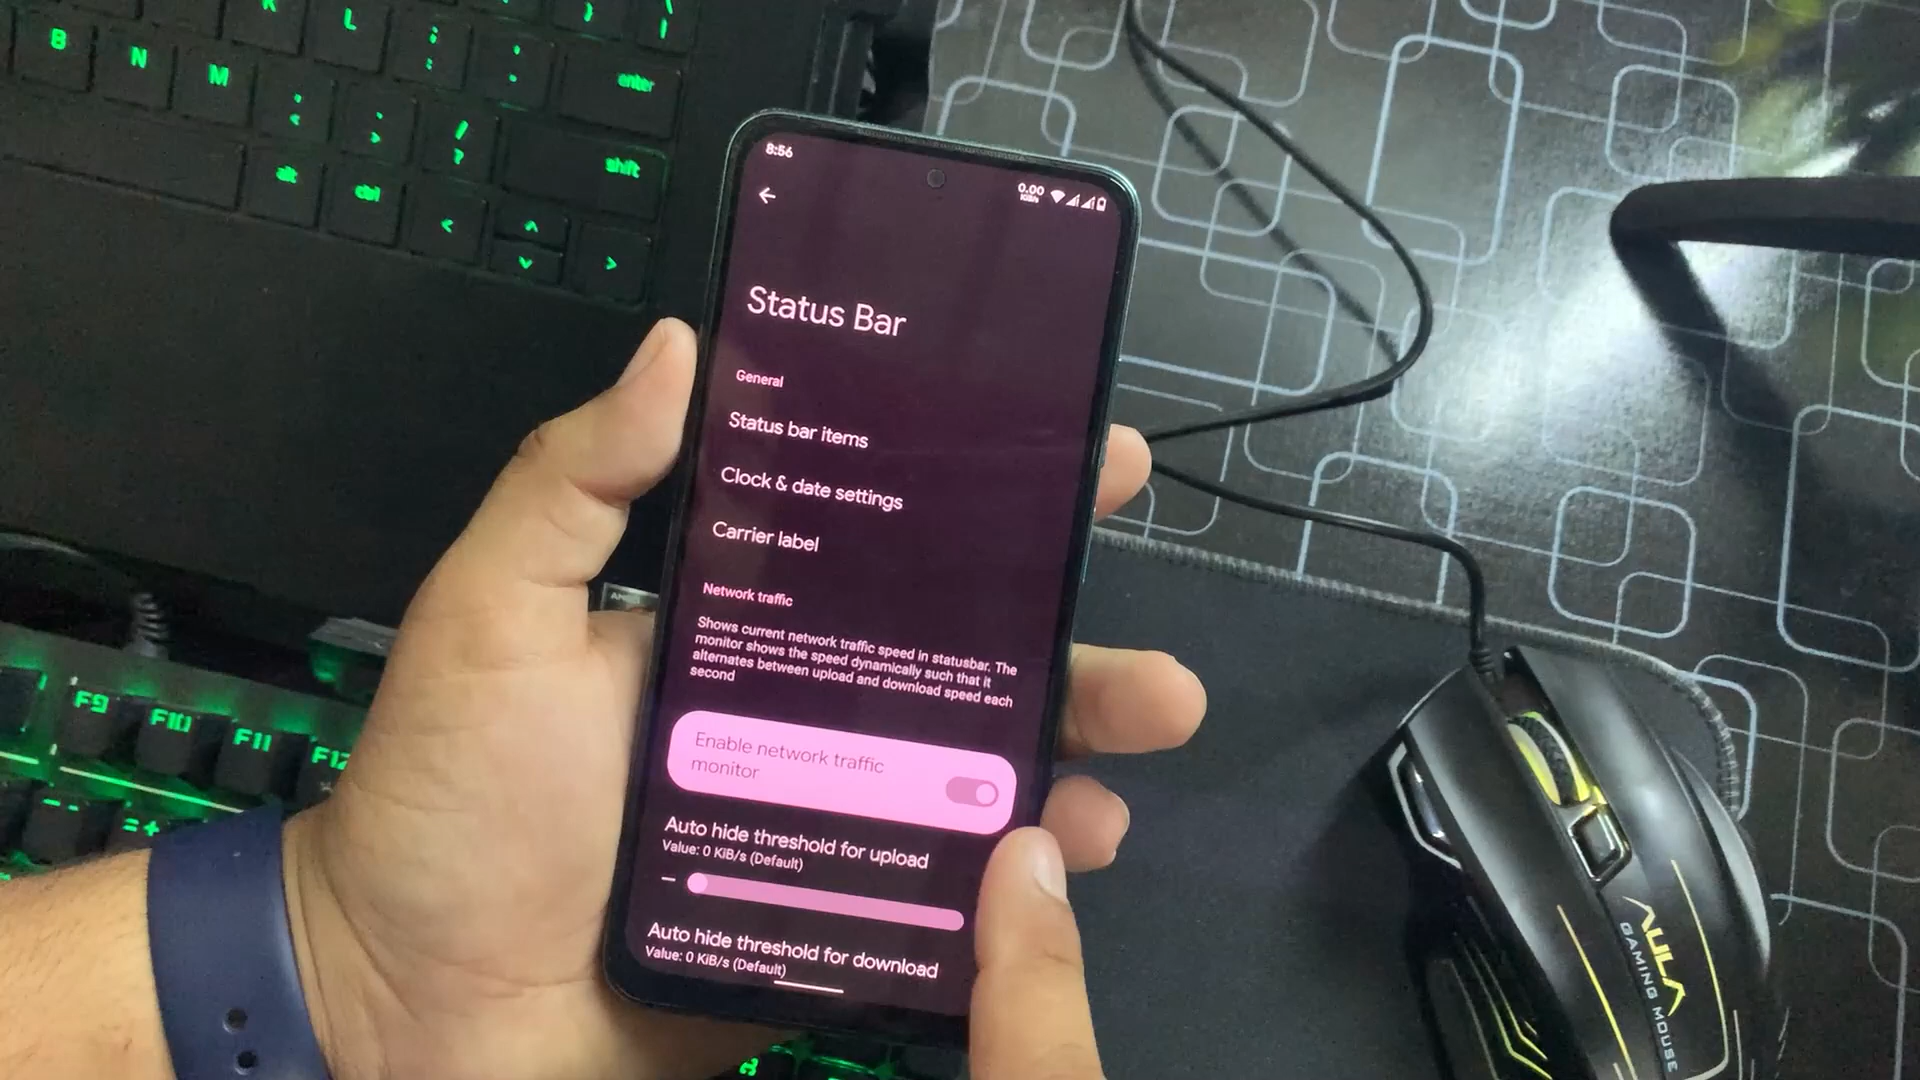 K
L
B
N
M
enter
shift
alt
ctrl
?
8:56
0.00
KiB/s
Status Bar
General
Status bar items
Clock & date settings
Carrier label
Network traffic
Shows current network traffic speed in statusbar. The
monitor shows the speed dynamically such that it
alternates between upload and download speed each
second
Enable network traffic
monitor
Auto hide threshold for upload
Value: 0 KiB/s (Default)
Auto hide threshold for download
Value: 0 KiB/s (Default)
AMD
F9
F10
F11
F12
AULA
GAMING MOUSE